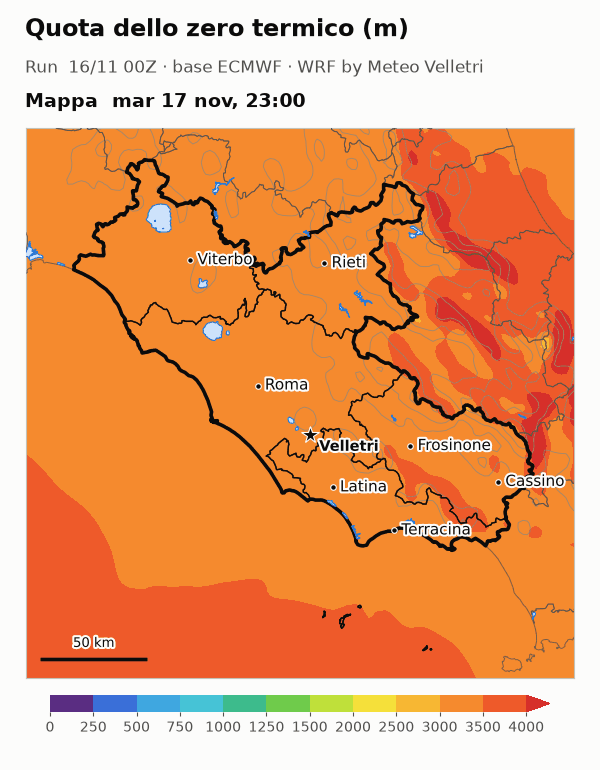 Quota dello zero termico (m)
Run 16/11 00Z · base ECMWF · WRF by Meteo Velletri
Mappa mar 17 nov, 23:00
Viterbo
Rieti
Roma
Velletri
Frosinone
Latina
Cassino
Terracina
50 km
0 250 500 750 1000 1250 1500 2000 2500 3000 3500 4000